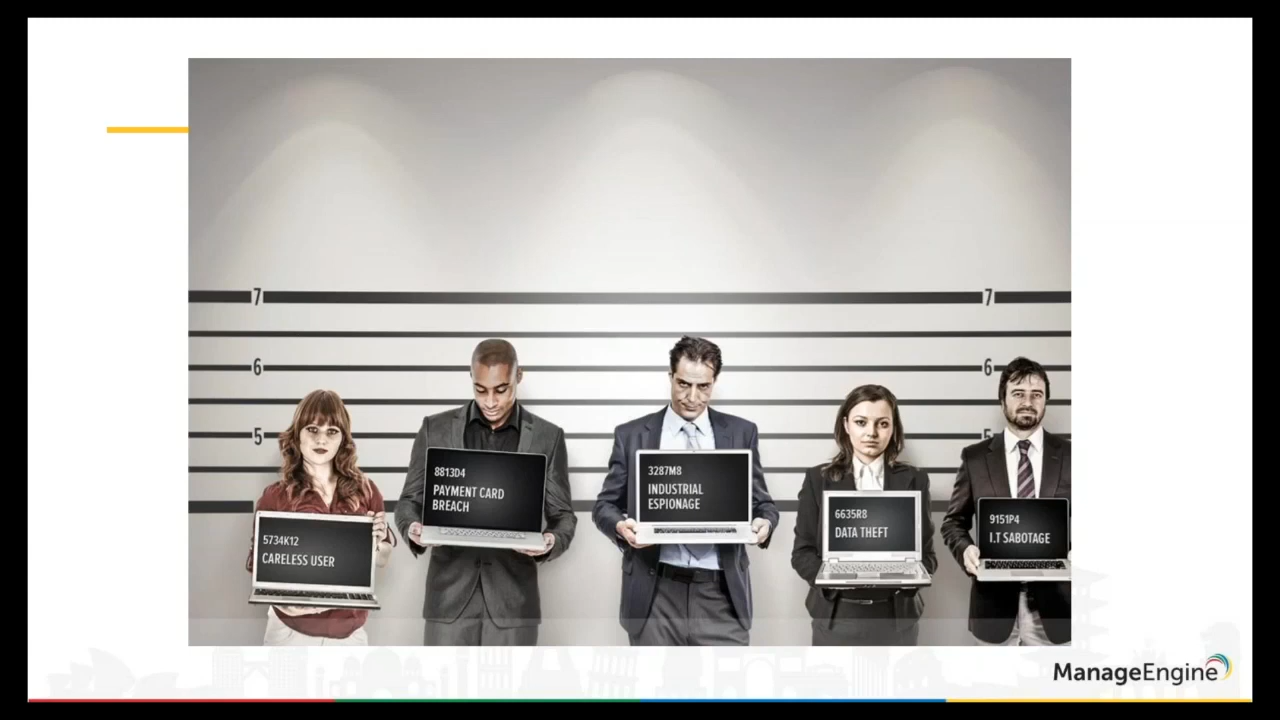 7
7
6
6
5
5
8813D4
PAYMENT CARD
BREACH
3287M8
INDUSTRIAL
ESPIONAGE
6635R8
DATA THEFT
9151P4
I.T SABOTAGE
5734K12
CARELESS USER
ManageEngine